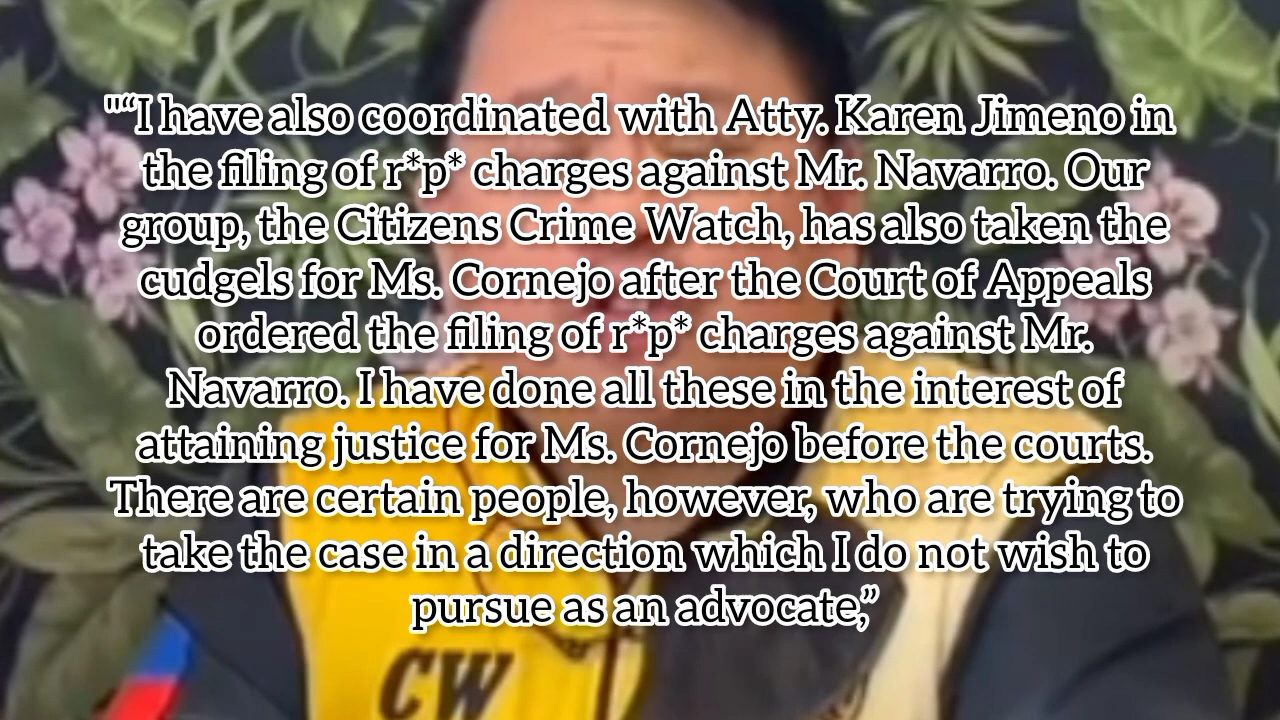 "“I have also coordinated with Atty. Karen Jimeno in
the filing of r*p* charges against Mr. Navarro. Our
group, the Citizens Crime Watch, has also taken the
cudgels for Ms. Cornejo after the Court of Appeals
ordered the filing of r*p* charges against Mr.
Navarro. I have done all these in the interest of
attaining justice for Ms. Cornejo before the courts.
There are certain people, however, who are trying to
take the case in a direction which I do not wish to
pursue as an advocate,”
CW